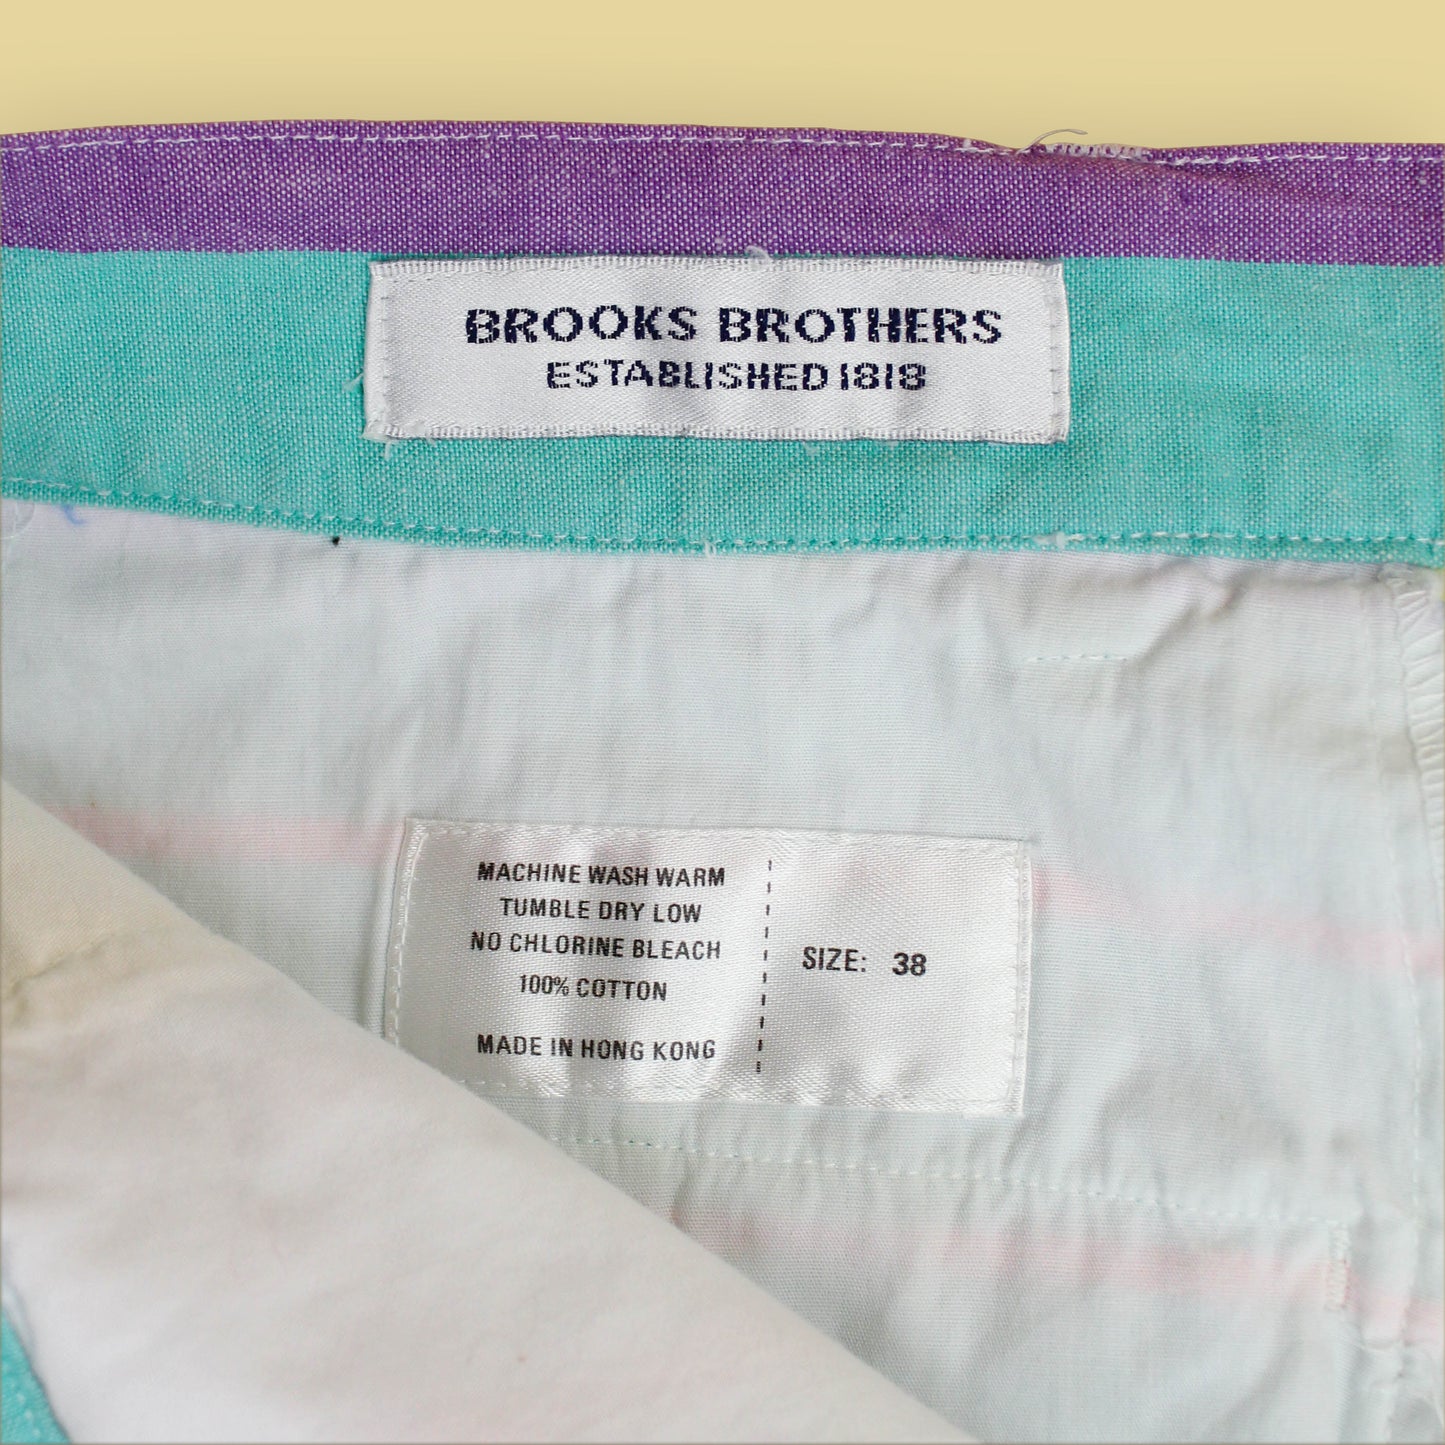 BROOKS BROTHERS
ESTABLISHED 1818
MACHINE WASH WARM
TUMBLE DRY LOW
NO CHLORINE BLEACH
100% COTTON
MADE IN HONG KONG
SIZE: 38